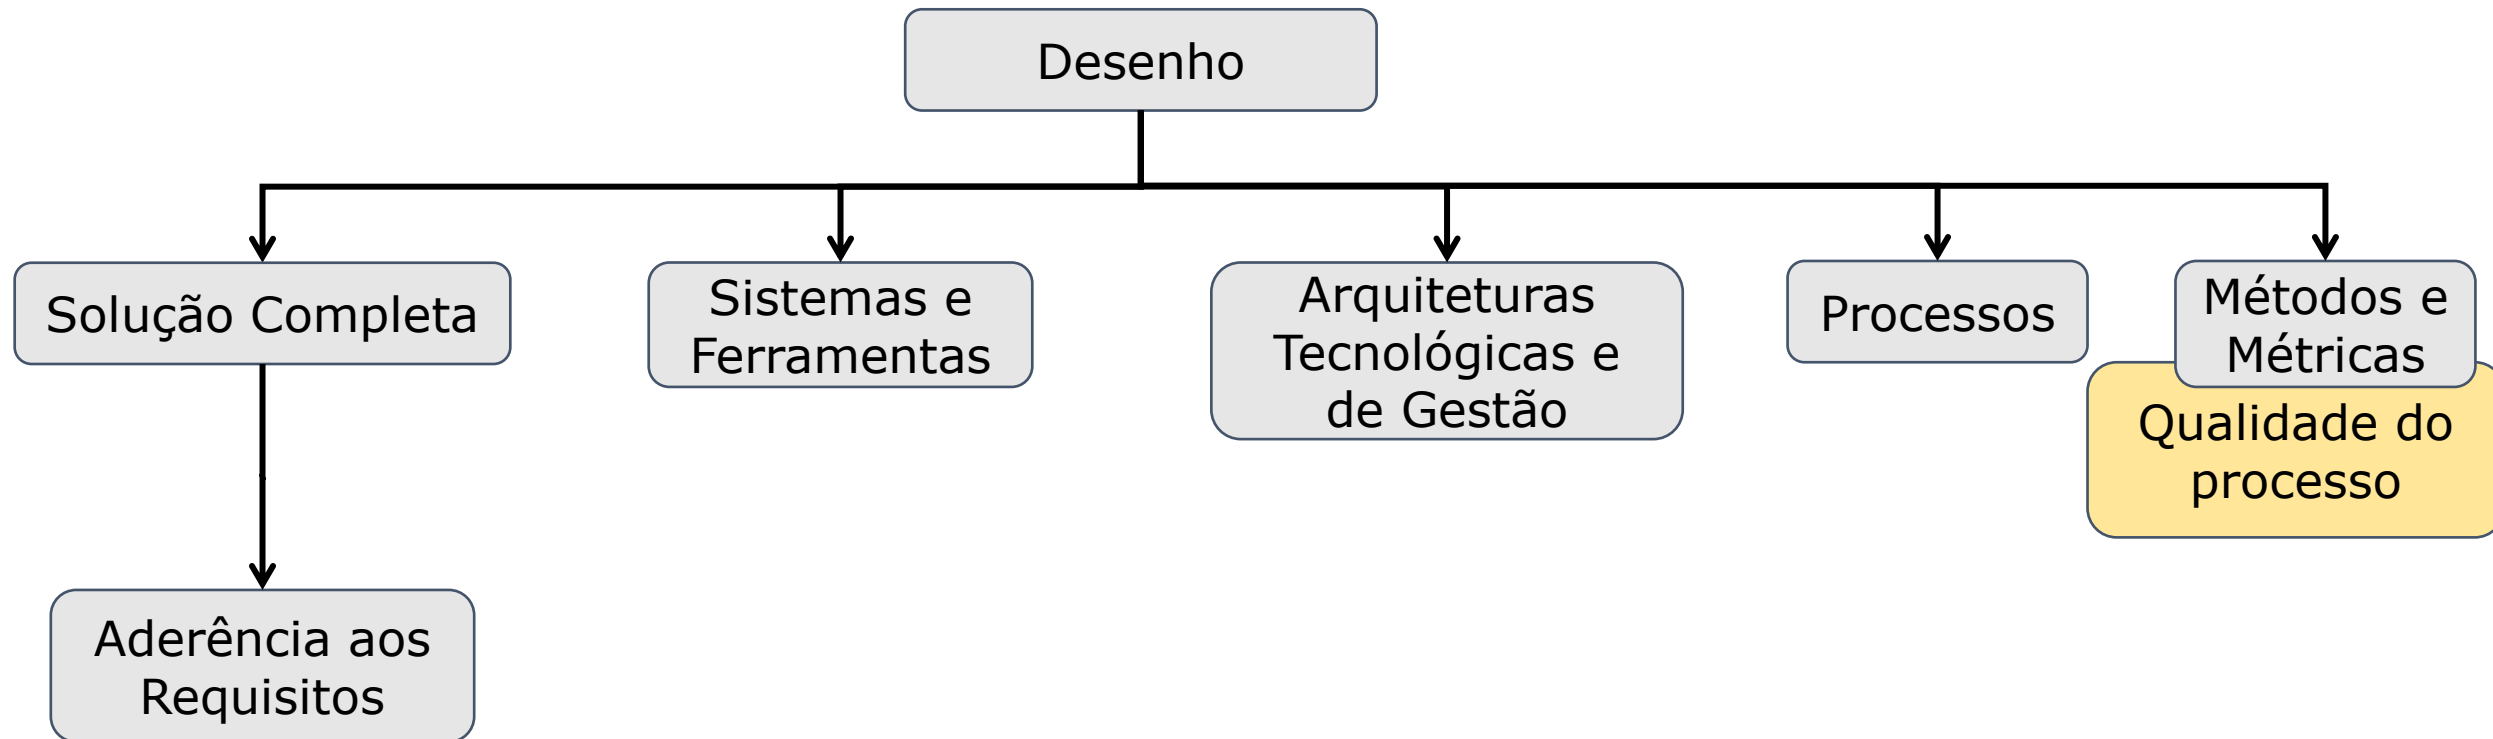 Desenho
Solução Completa
Sistemas e
Ferramentas
Arquiteturas
Tecnológicas e
de Gestão
Processos
Métodos e
Métricas
Qualidade do
processo
Aderência aos
Requisitos